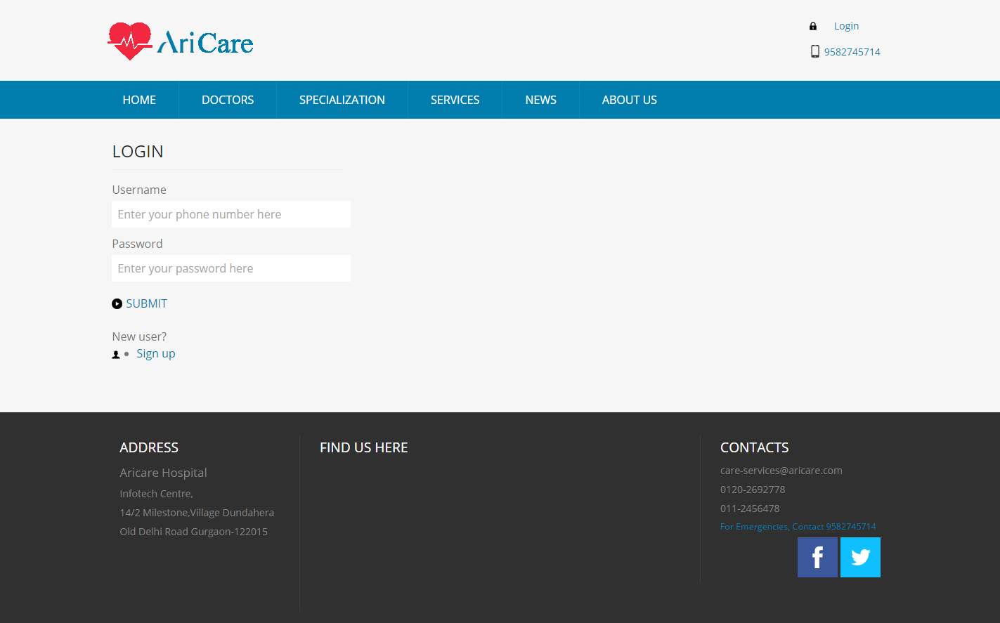 AriCare
Login
9582745714
HOME DOCTORS SPECIALIZATION SERVICES NEWS ABOUT US
LOGIN
Username
Enter your phone number here
Password
Enter your password here
SUBMIT
New user?
Sign up
ADDRESS
Aricare Hospital
Infotech Centre,
14/2 Milestone,Village Dundahera
Old Delhi Road Gurgaon-122015
FIND US HERE
CONTACTS
care-services@aricare.com
0120-2692778
011-2456478
For Emergencies, Contact 9582745714